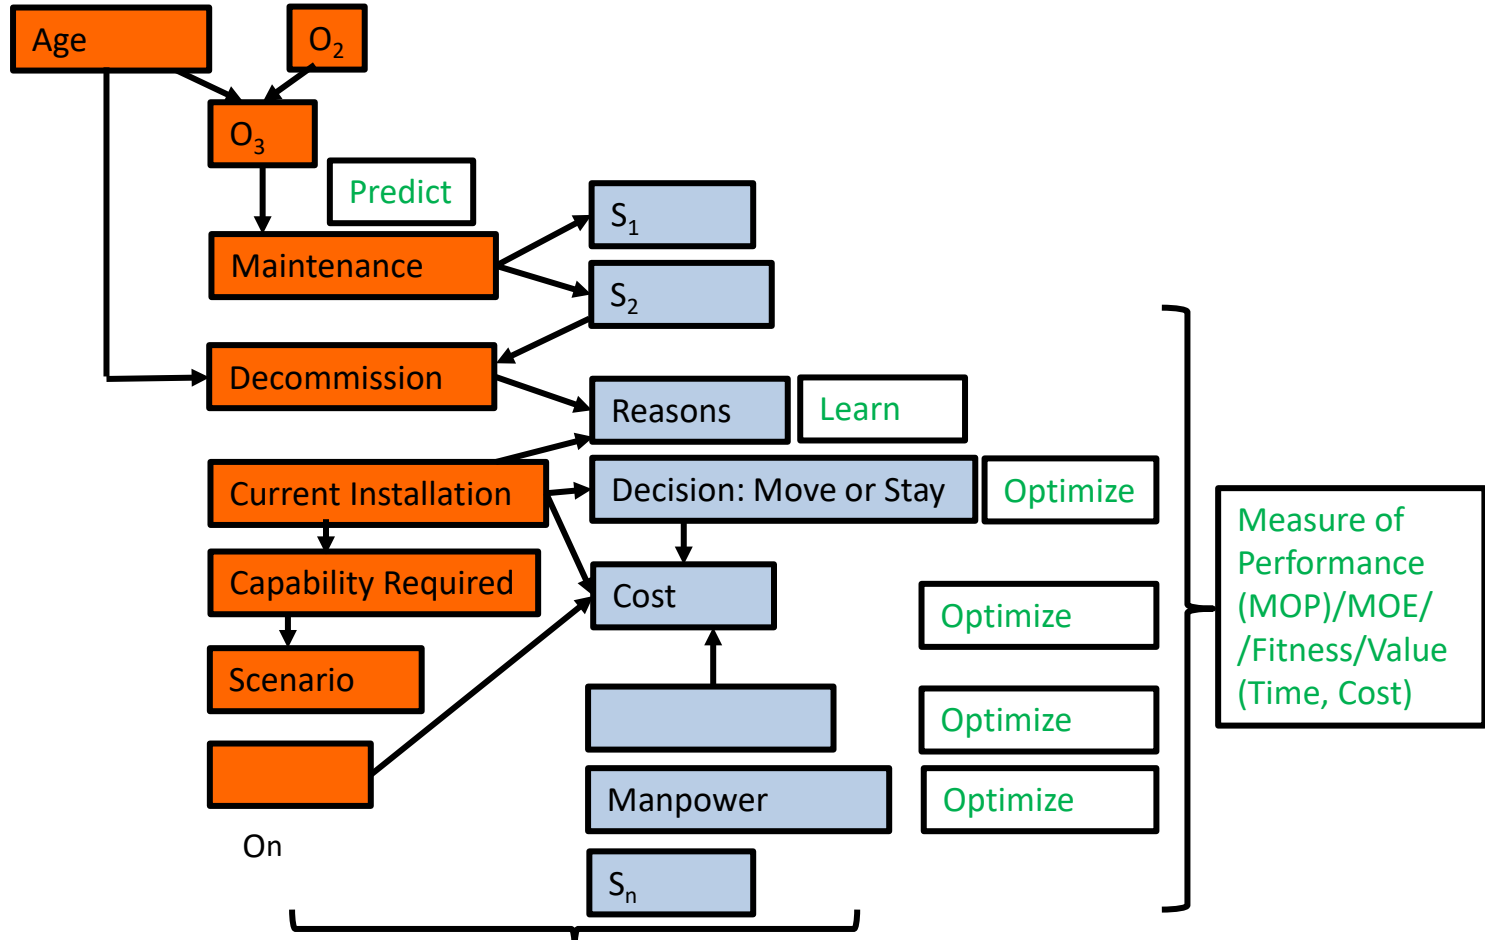 Age
O₂
O₃
Predict
S₁
Maintenance
S₂
Decommission
Reasons
Learn
Current Installation
Decision: Move or Stay
Optimize
Measure of
Performance
(MOP)/MOE/
/Fitness/Value
(Time, Cost)
Capability Required
Cost
Optimize
Scenario
Optimize
Manpower
Optimize
On
Sₙ